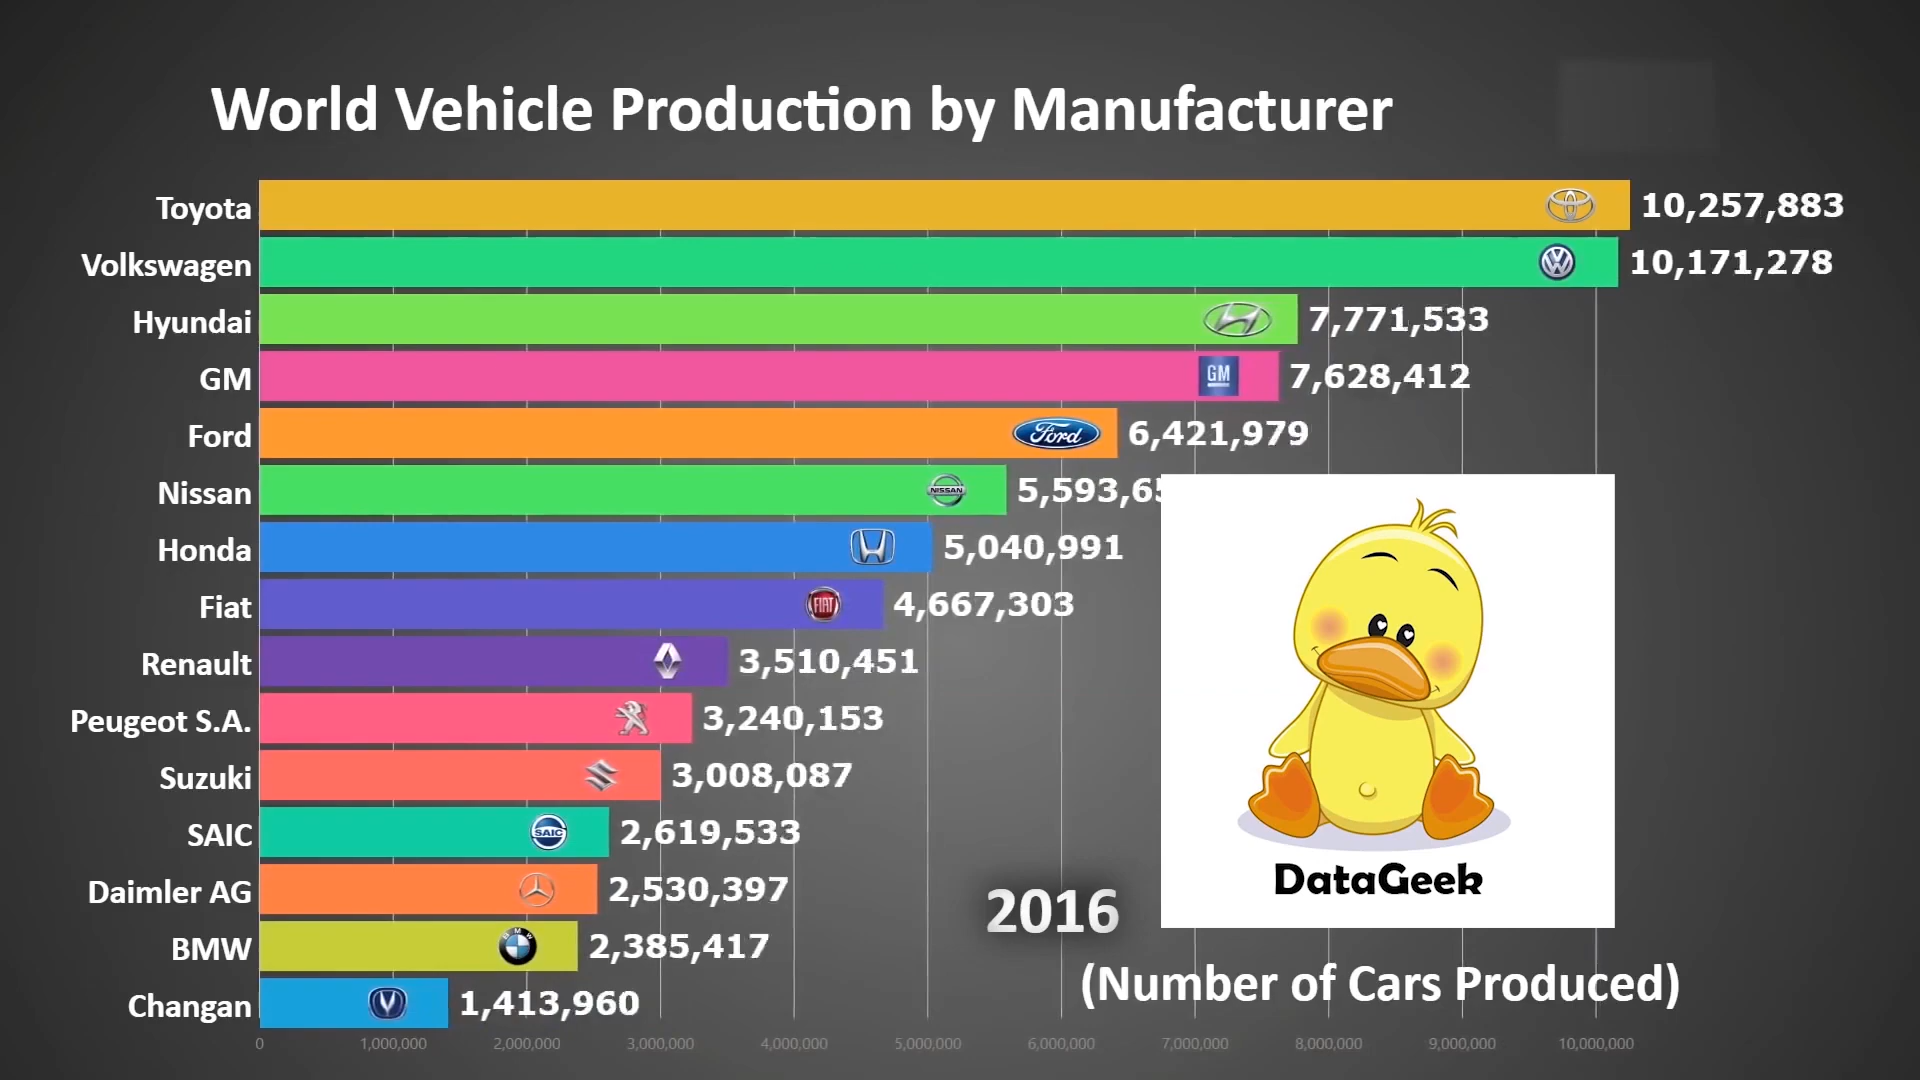 World Vehicle Production by Manufacturer
Toyota 10,257,883
Volkswagen 10,171,278
Hyundai 7,771,533
GM GM 7,628,412
Ford Ford 6,421,979
Nissan NISSAN
Honda 5,040,991
Fiat FIAT 4,667,303
Renault 3,510,451
Peugeot S.A. 3,240,153
Suzuki 3,008,087
SAIC SAIC 2,619,533
Daimler AG 2,530,397
BMW BMW 2,385,417
Changan 1,413,960
DataGeek
2016
(Number of Cars Produced)
0 1,000,000 2,000,000 3,000,000 4,000,000 5,000,000 6,000,000 7,000,000 8,000,000 9,000,000 10,000,000